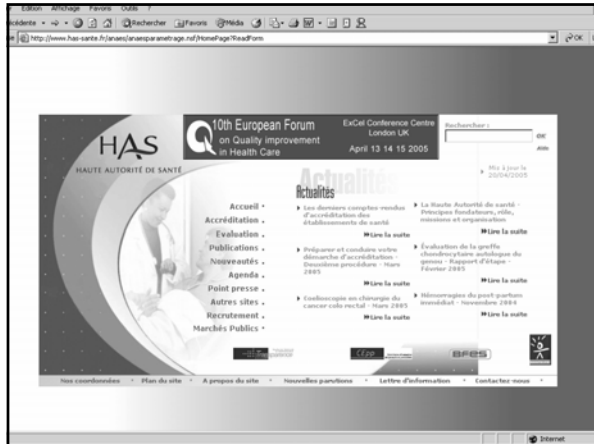 Edition Affichage Favoris Outils ?
Rechercher Favoris Média
http://www.has-sante.fr/anaes/anaesparametrage.nsf/HomePage?ReadForm
OK
HAS
HAUTE AUTORITÉ DE SANTÉ
10th European Forum
on Quality improvement
in Health Care
ExCel Conference Centre
London UK
April 13 14 15 2005
Rechercher :
OK
Mis à jour le
20/04/2005
Accueil
Accréditation
Evaluation
Publications
Nouveautés
Agenda
Point presse
Autres sites
Recrutement
Marchés Publics
Actualités
Actualités
Les derniers comptes-rendus
d'accréditation des
établissements de santé
Lire la suite
Préparer et conduire votre
démarche d'accréditation -
Deuxième procédure - Mars
2005
Lire la suite
Coelioscopie en chirurgie du
cancer colo rectal - Mars 2005
Lire la suite
La Haute Autorité de santé -
Principes fondateurs, rôle,
missions et organisation
Lire la suite
Évaluation de la greffe
chondrocytaire autologue du
genou - Rapport d'étape -
Février 2005
Lire la suite
Hémorragies du post-partum
immédiat - Novembre 2004
Lire la suite
CEpp
BFES
Nos coordonnées • Plan du site • A propos du site • Nouvelles parutions • Lettre d'information • Contactez-nous •
Internet